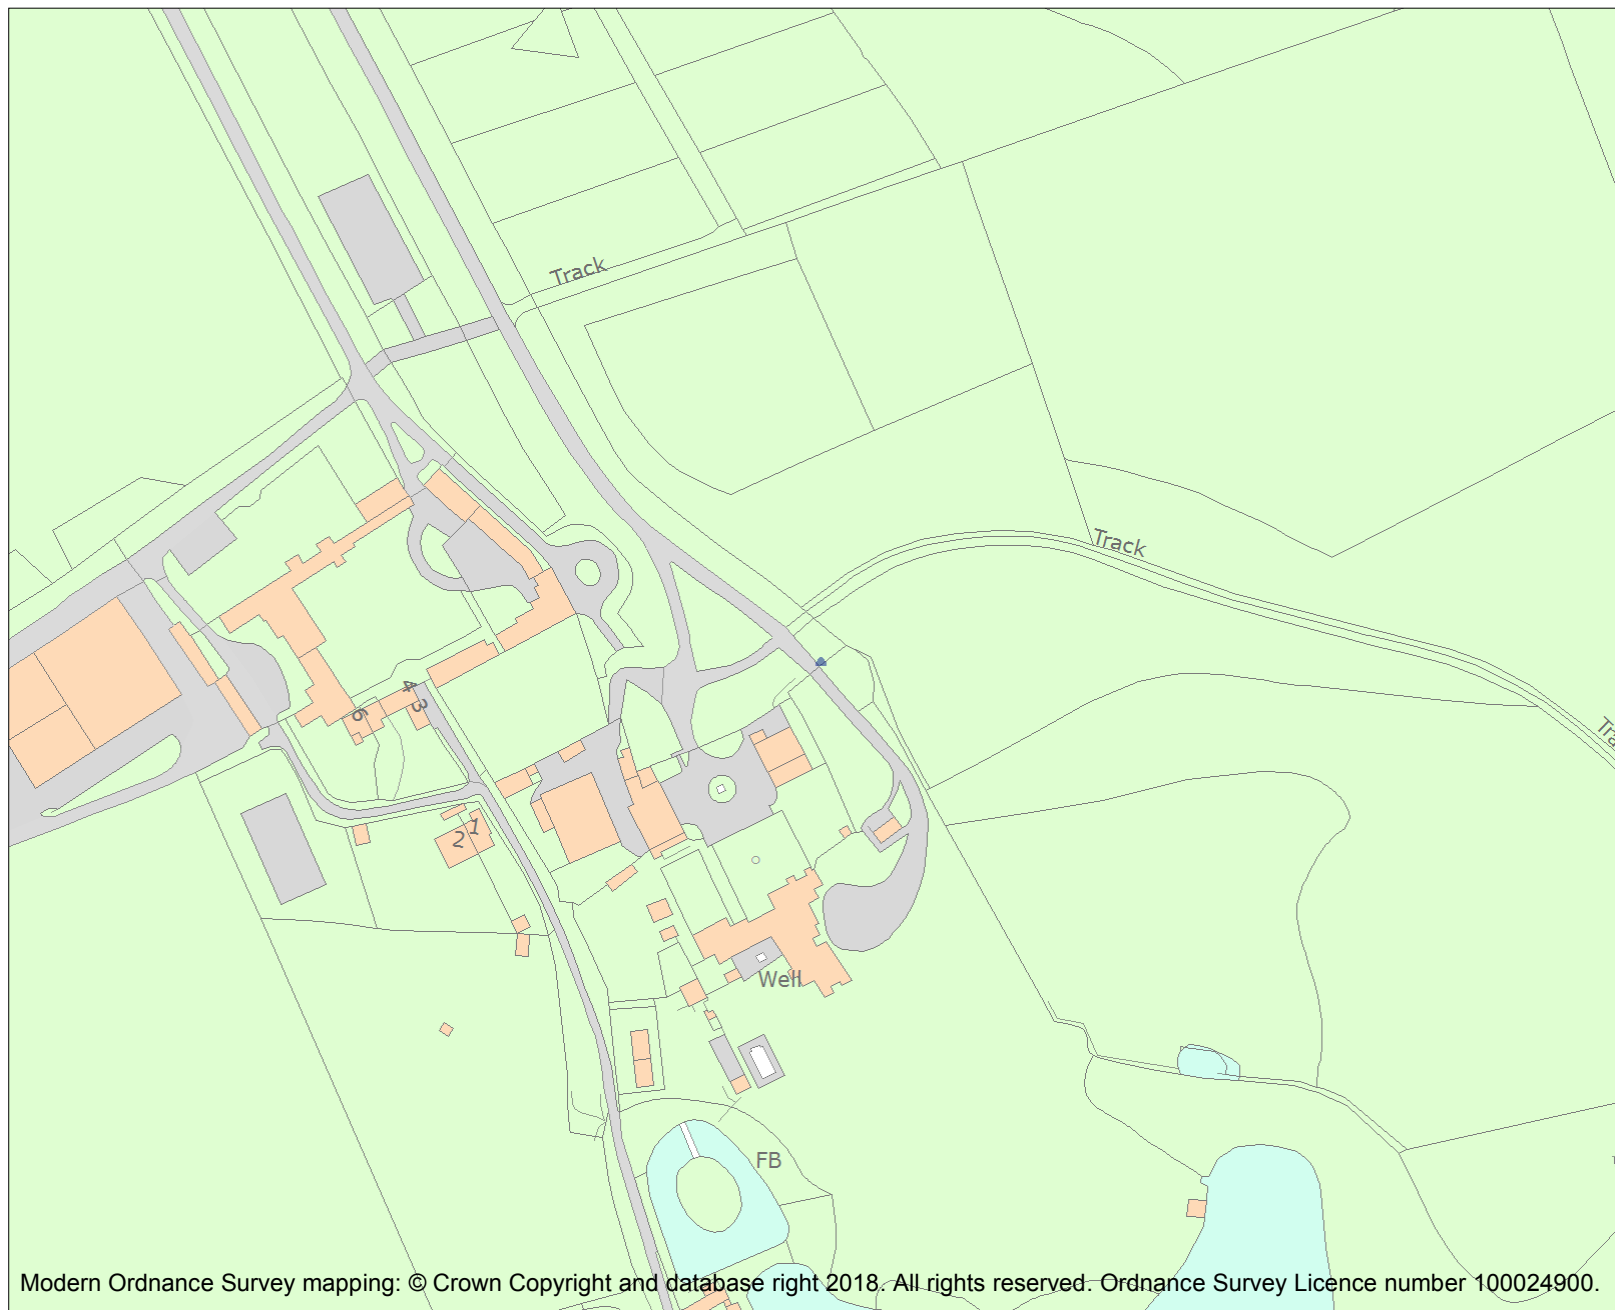 Track
Track
4
3
6
1
2
Well
FB
Modern Ordnance Survey mapping: © Crown Copyright and database right 2018. All rights reserved. Ordnance Survey Licence number 100024900.